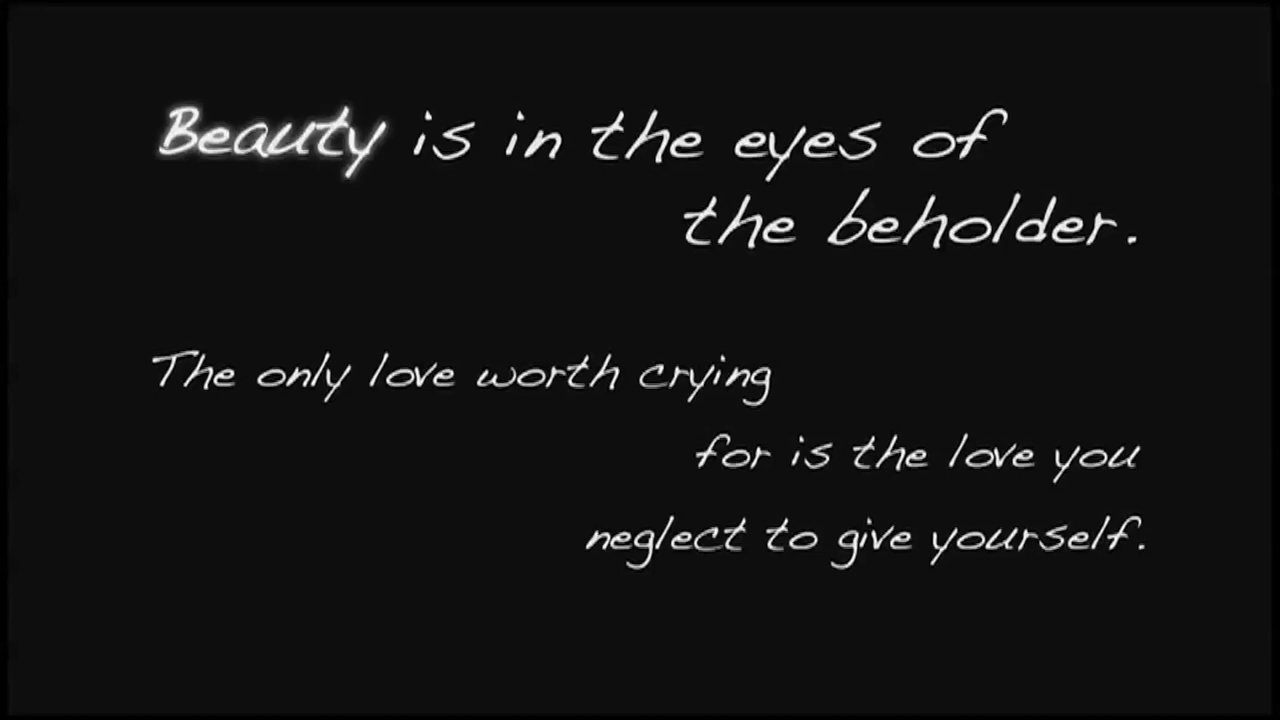 Beauty is in the eyes of
the beholder.
The only love worth crying
for is the love you
neglect to give yourself.